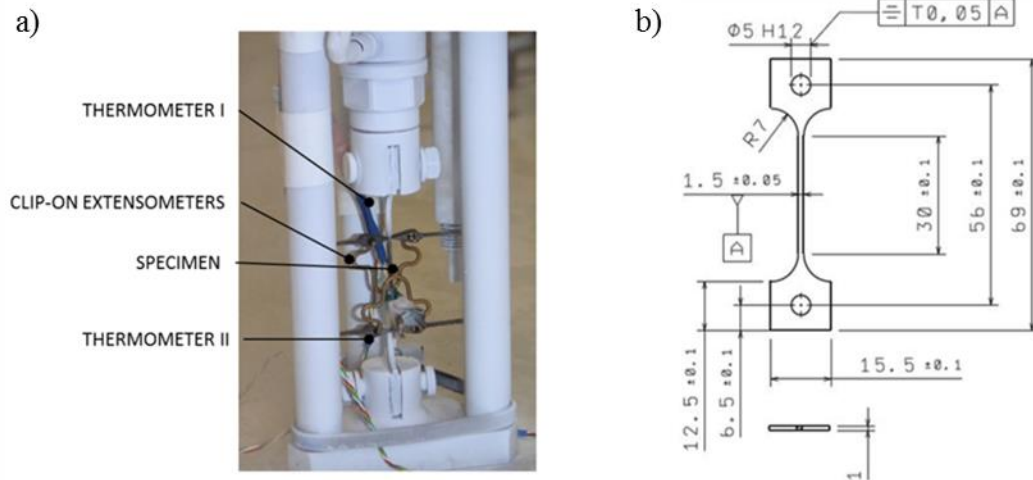 a)
THERMOMETER I
CLIP-ON EXTENSOMETERS
SPECIMEN
THERMOMETER II
b)
⌯ T0,05 A
Φ5 H12
R7
1.5 ±0.05
A
30 ±0.1
56 ±0.1
69 ±0.1
12.5 ±0.1
6.5 ±0.1
15.5 ±0.1
1